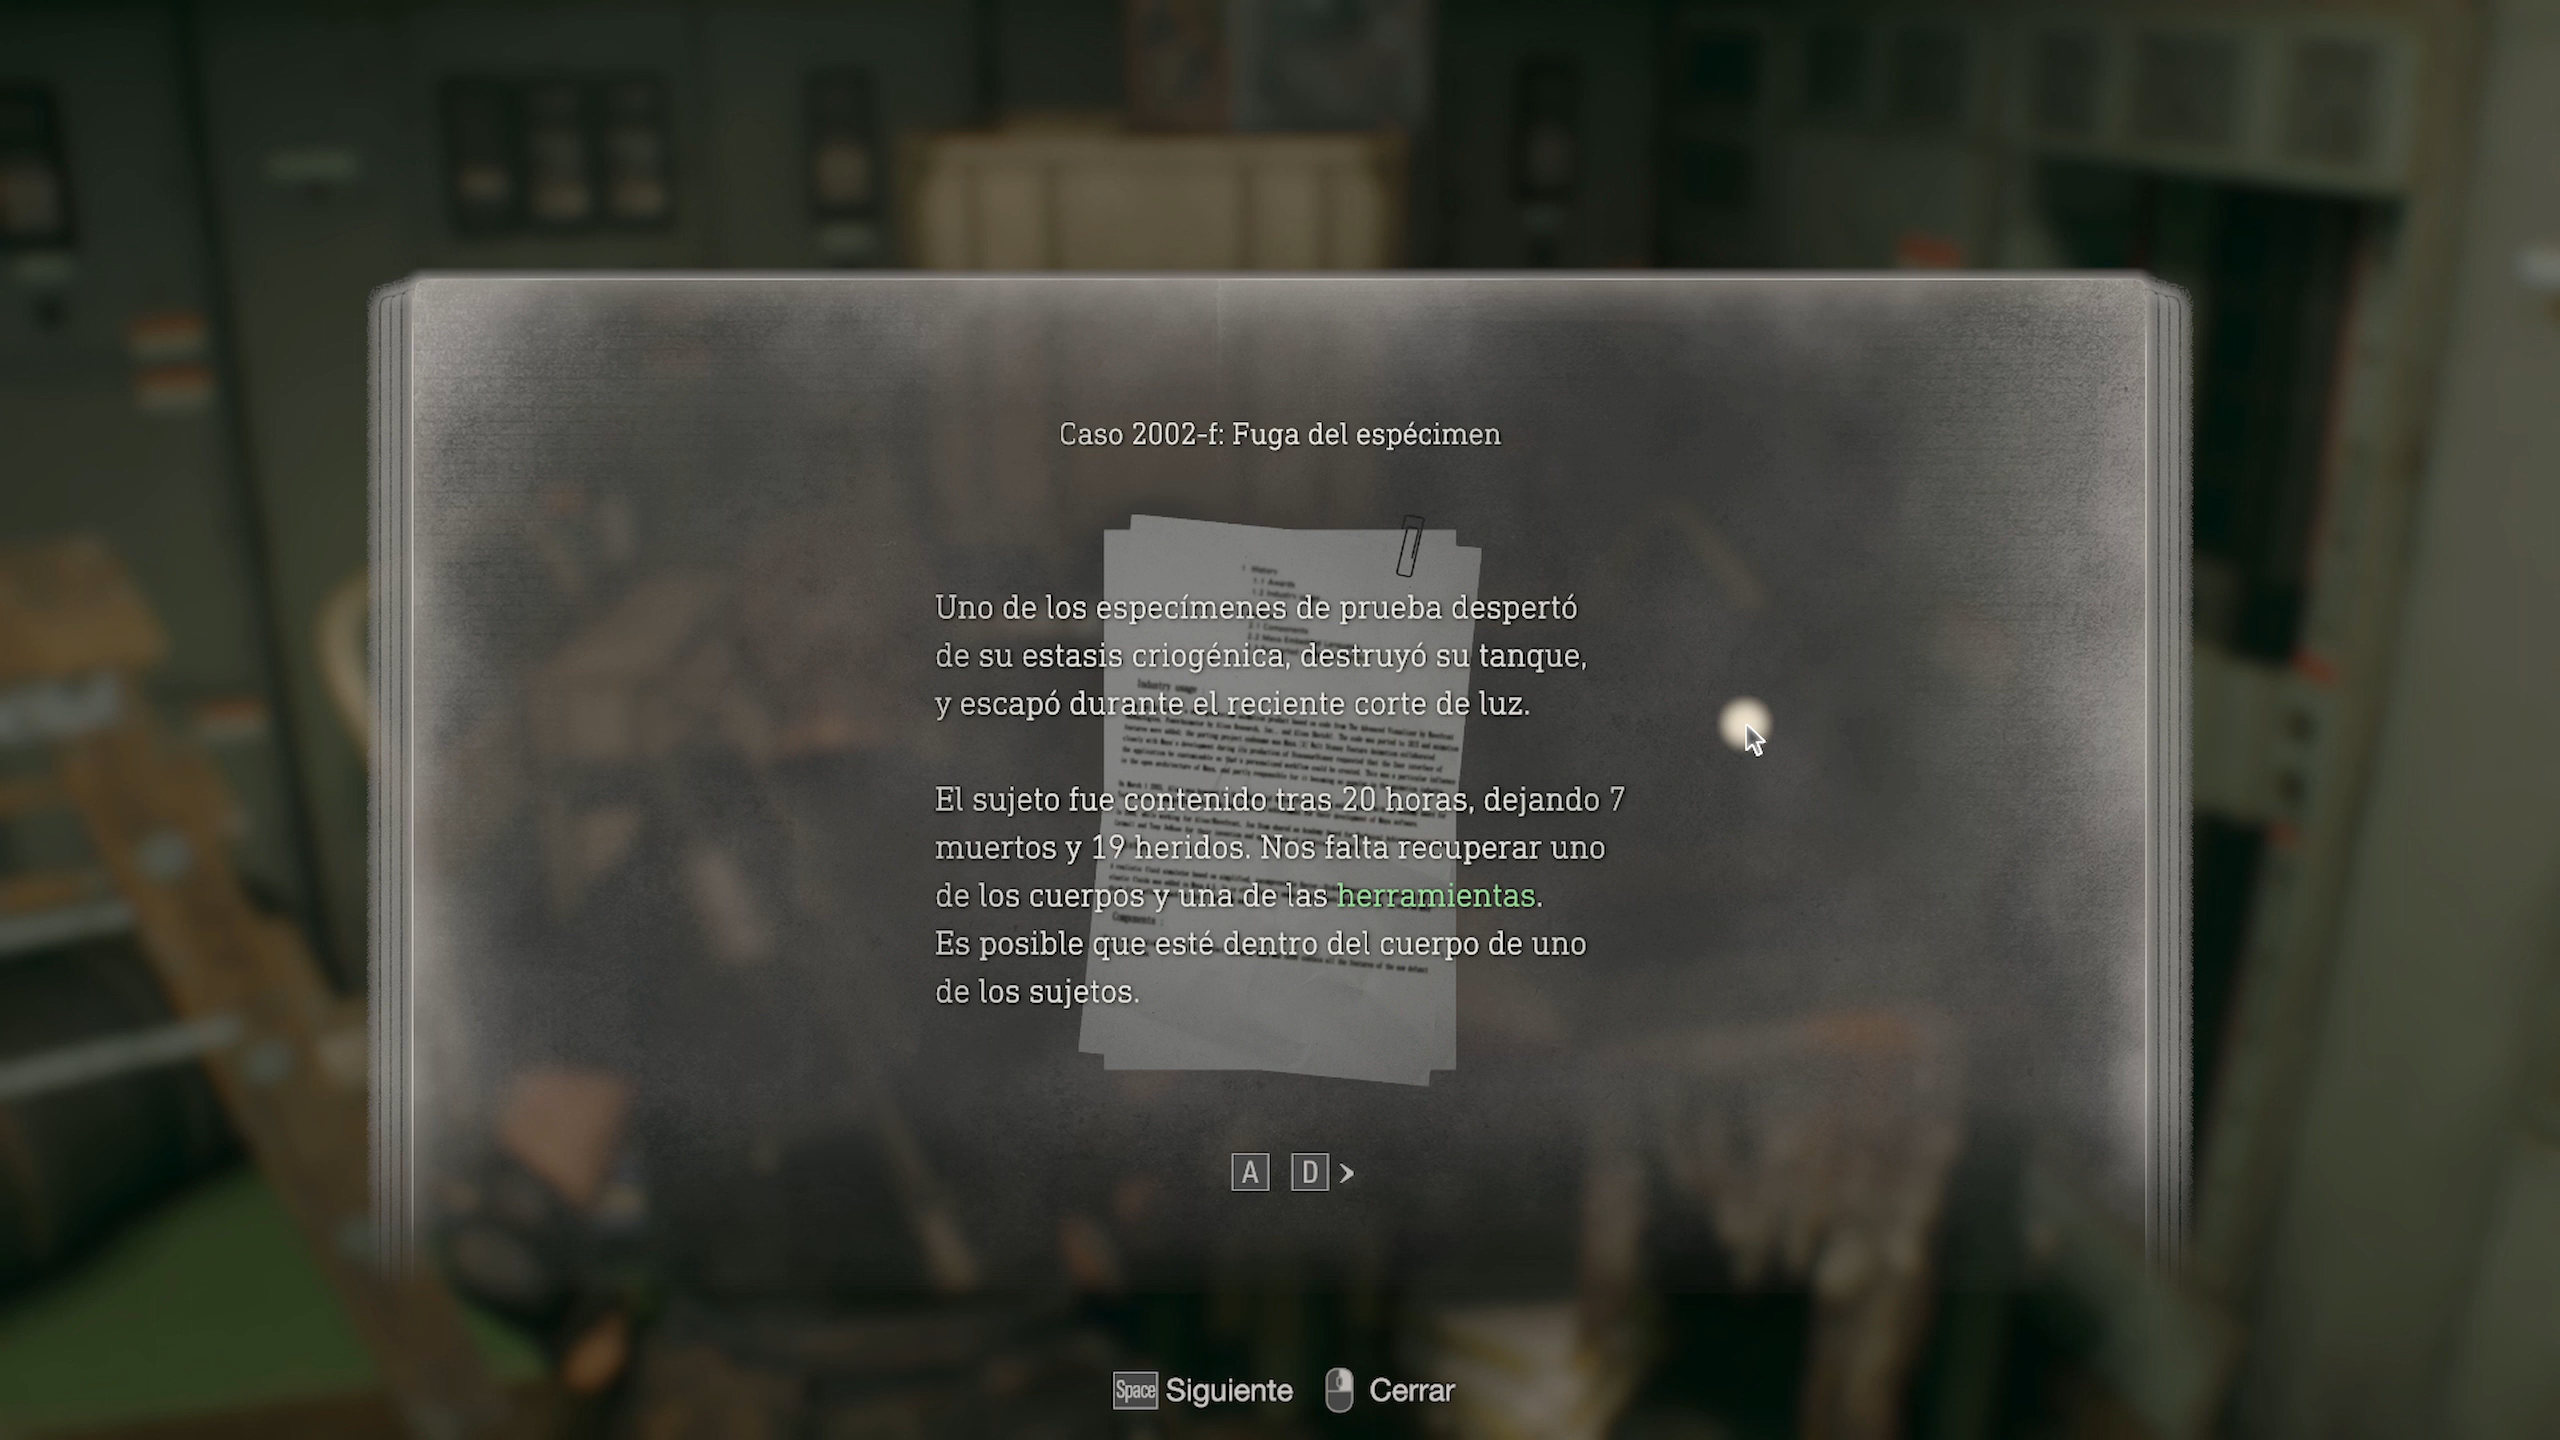 Caso 2002-f: Fuga del espécimen
Uno de los especímenes de prueba despertó
de su estasis criogénica, destruyó su tanque,
y escapó durante el reciente corte de luz.
El sujeto fue contenido tras 20 horas, dejando 7
muertos y 19 heridos. Nos falta recuperar uno
de los cuerpos y una de las herramientas.
Es posible que esté dentro del cuerpo de uno
de los sujetos.
A D >
Space Siguiente Cerrar